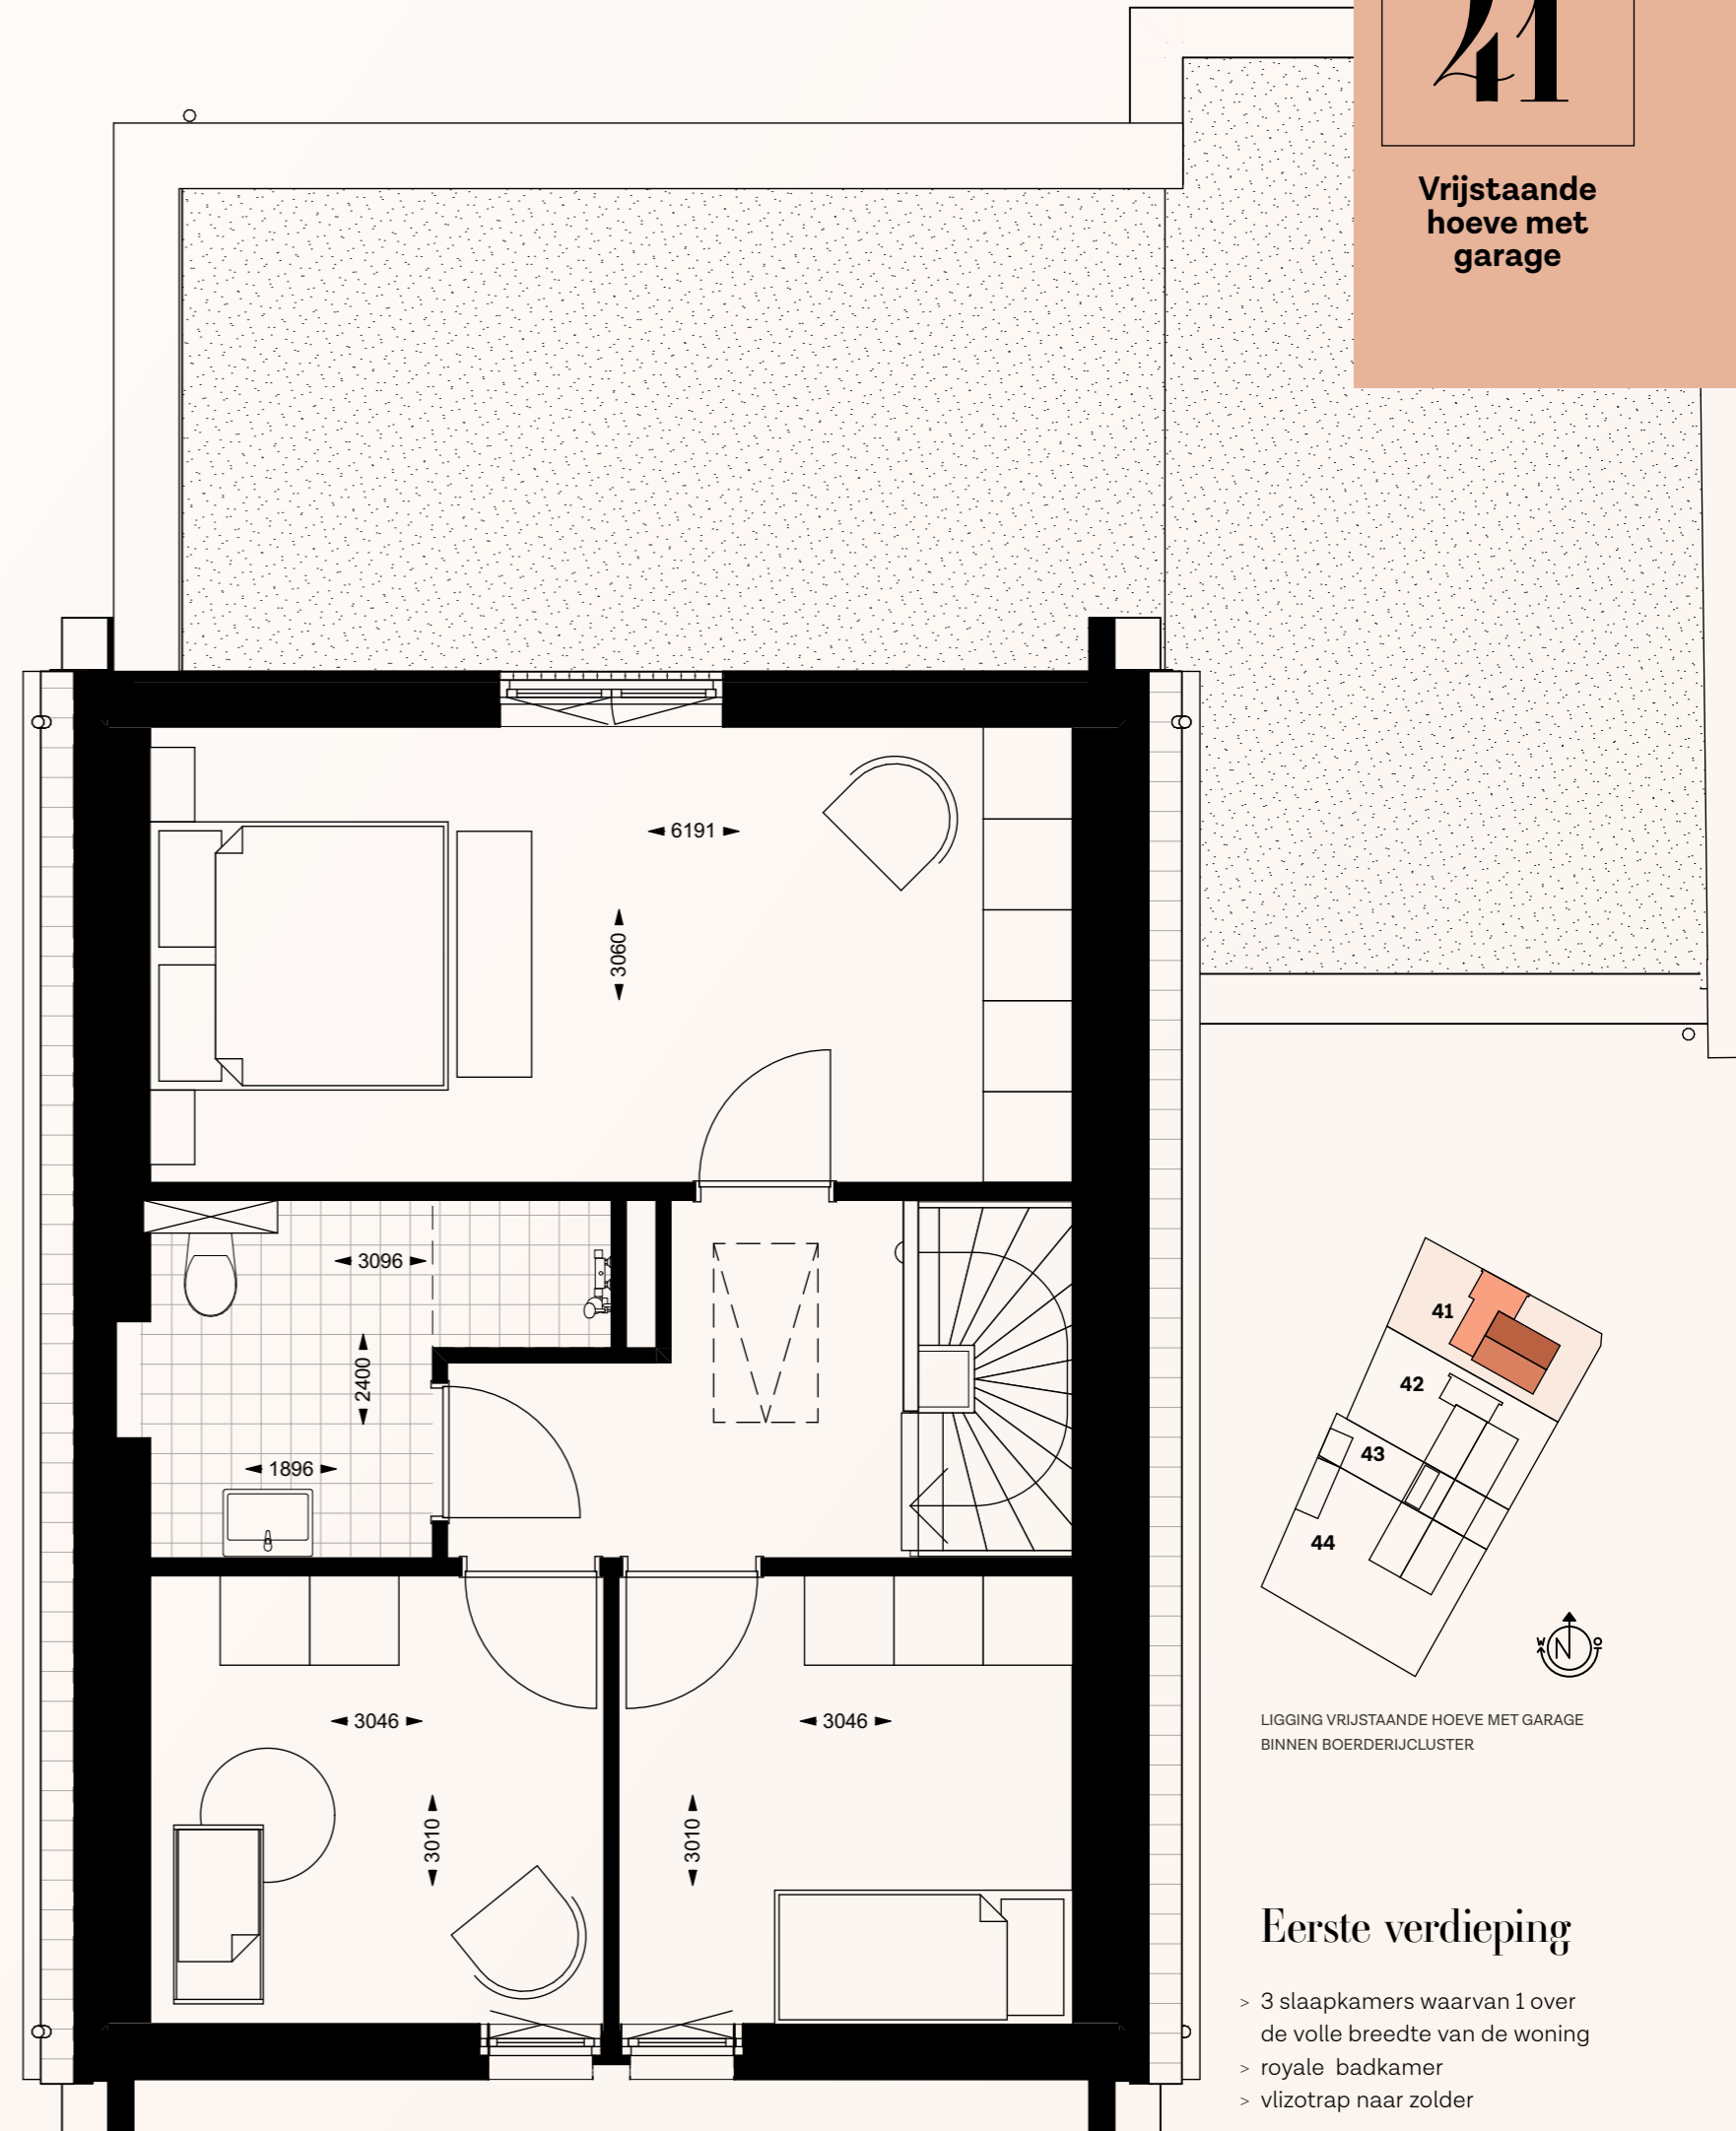 41
Vrijstaande
hoeve met
garage
6191
3060
3096
2400
1896
3046
3046
3010
3010
41
42
43
44
W N O
LIGGING VRIJSTAANDE HOEVE MET GARAGE
BINNEN BOERDERIJCLUSTER
Eerste verdieping
> 3 slaapkamers waarvan 1 over
de volle breedte van de woning
> royale badkamer
> vlizotrap naar zolder